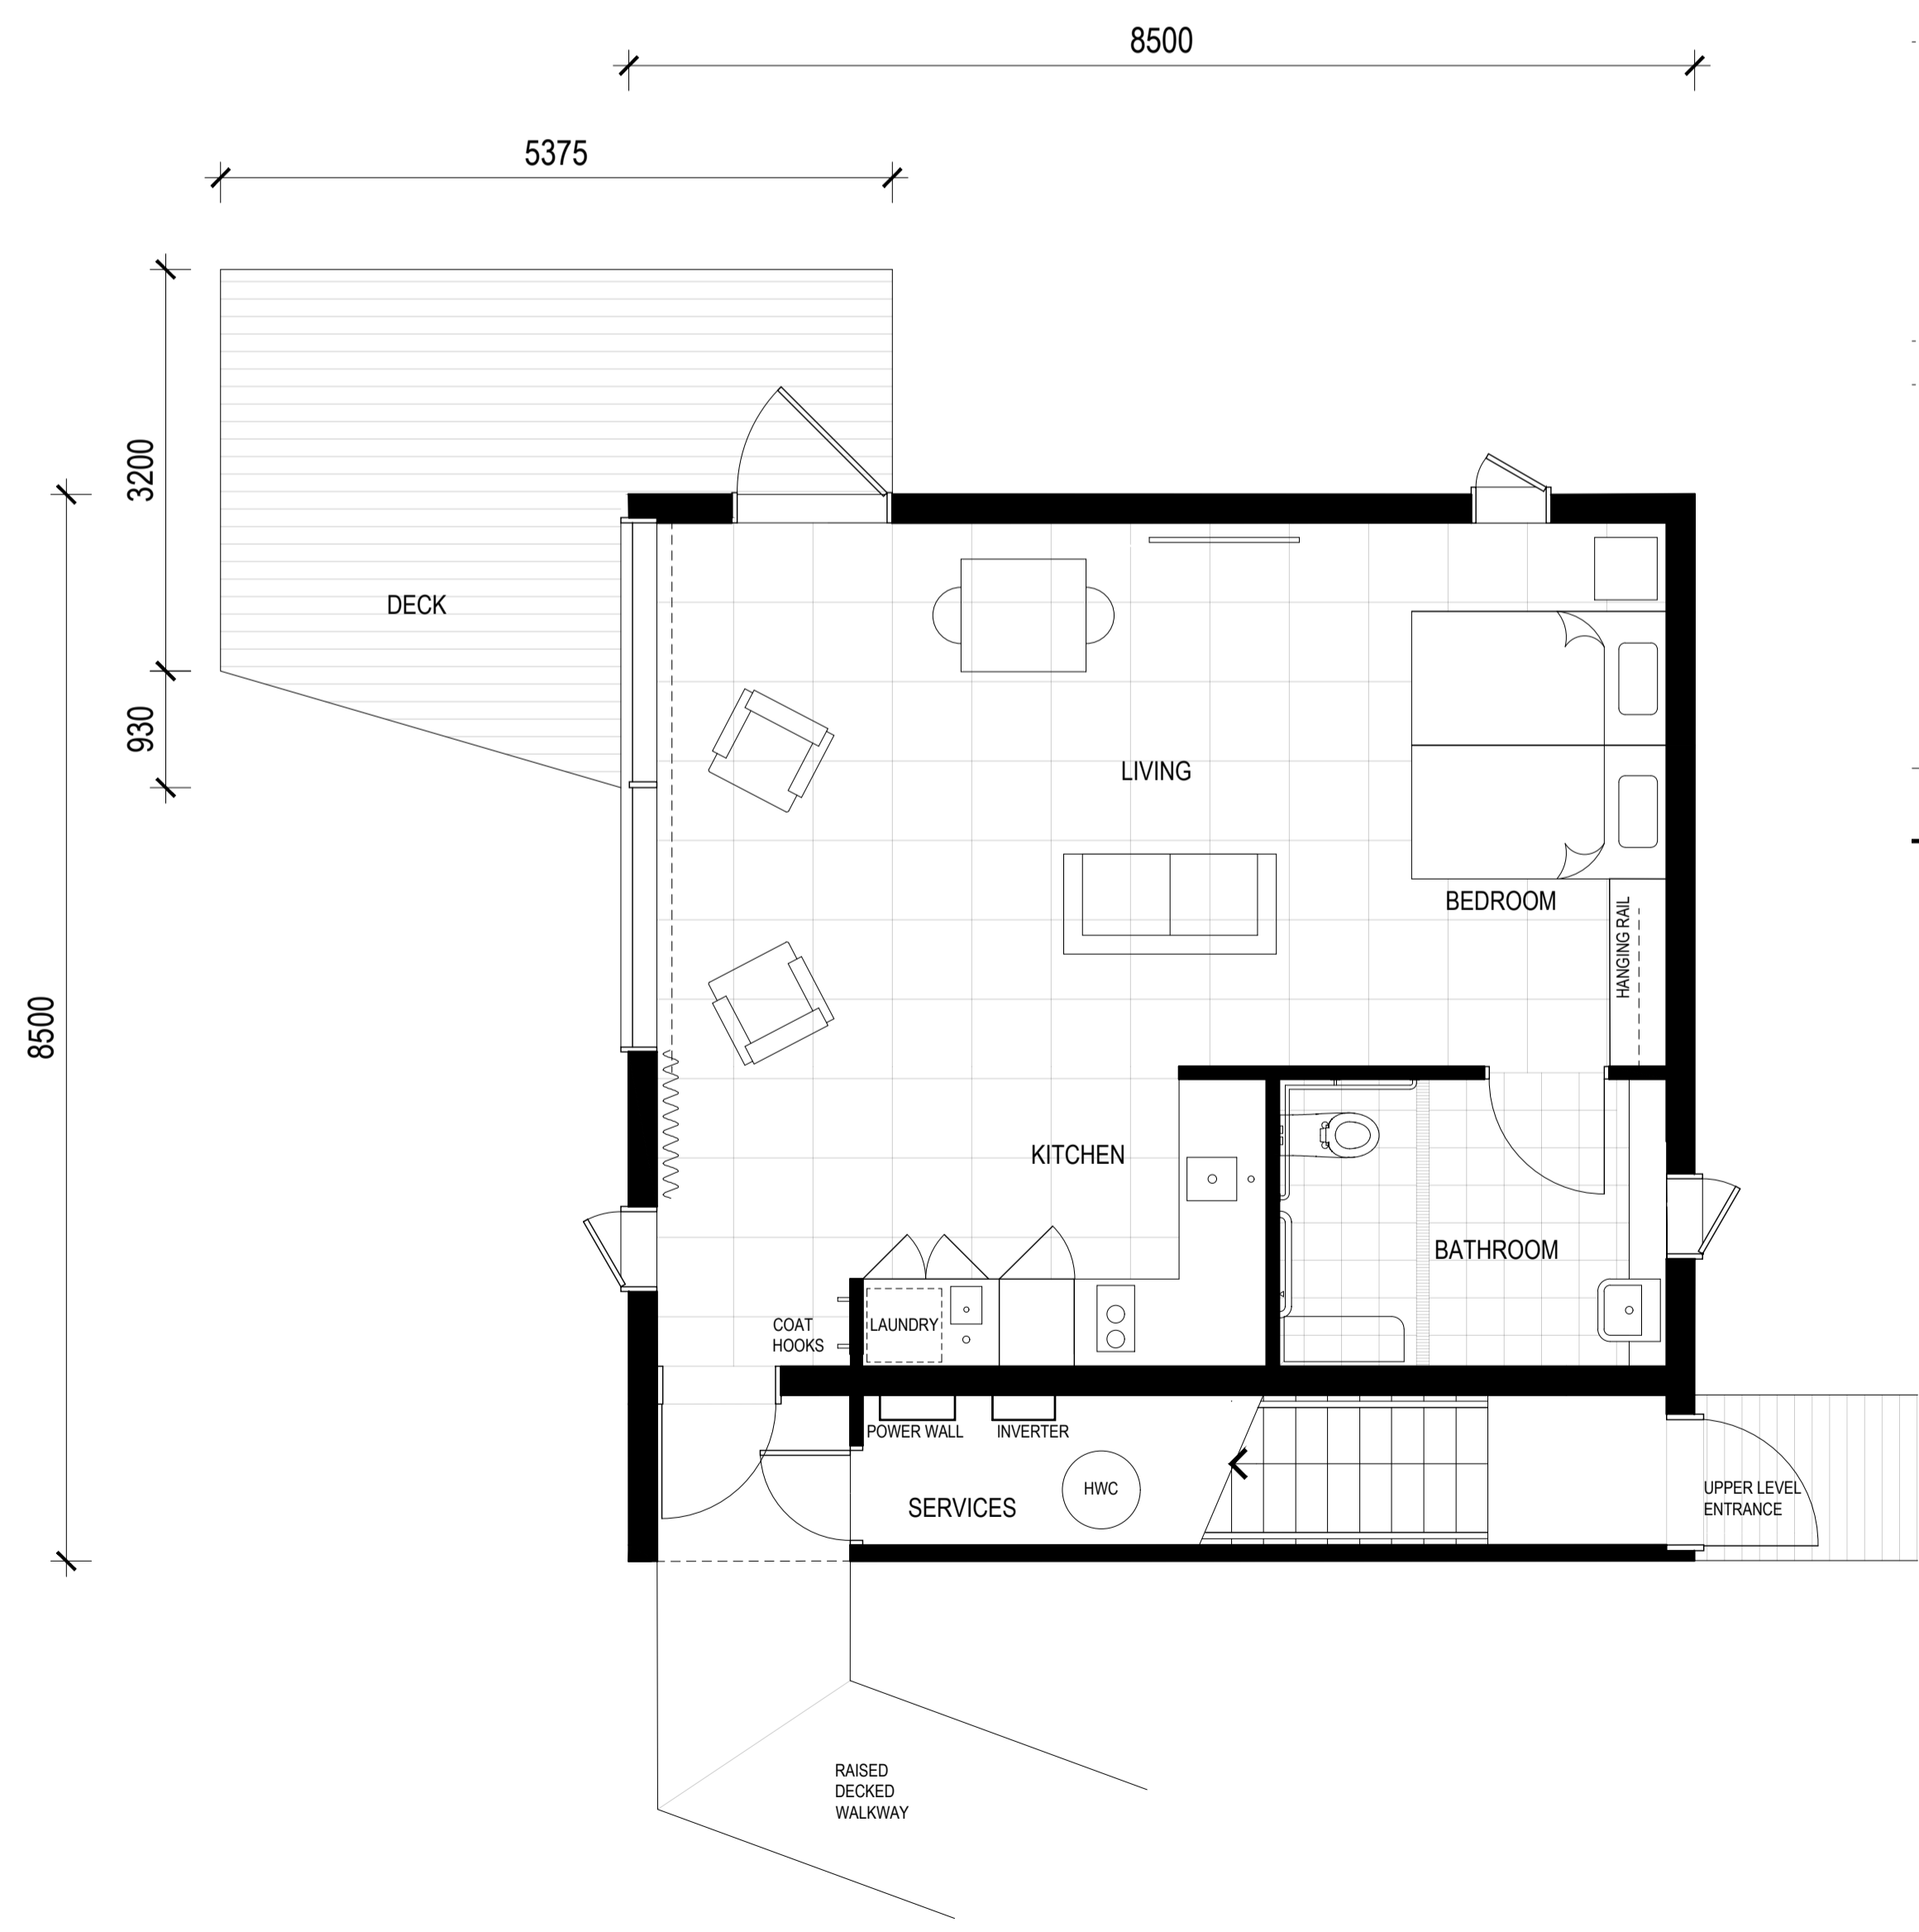 8500
5375
3200
DECK
930
LIVING
BEDROOM
HANGING RAIL
8500
KITCHEN
BATHROOM
COAT
HOOKS
LAUNDRY
POWER WALL
INVERTER
HWC
SERVICES
UPPER LEVEL
ENTRANCE
RAISED
DECKED
WALKWAY